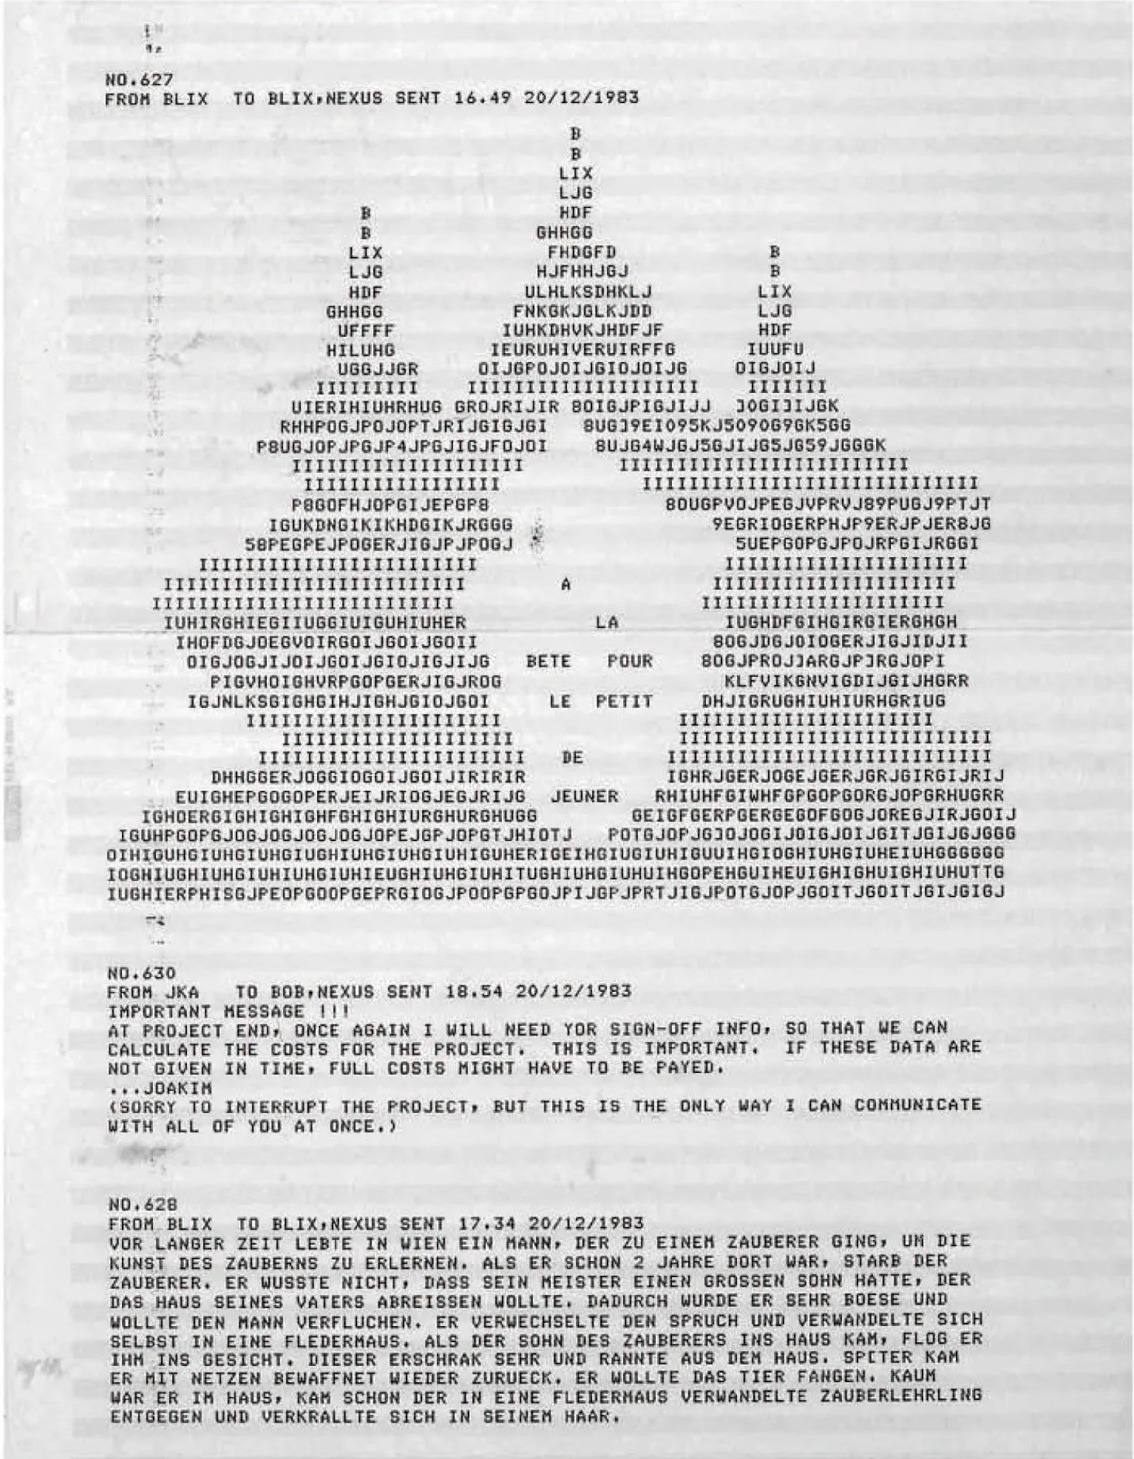 NO.627
FROM BLIX TO BLIX,NEXUS SENT 16.49 20/12/1983
B
B
LIX
LJG
B HDF
B GHHGG
LIX FHDGFD B
LJG HJFHHJGJ B
HDF ULHLKSDHKLJ LIX
GHHGG FNKGKJGLKJDD LJG
UFFFF IUHKDHVKJHDFJF HDF
HILUHG IEURUHIVERUIRFFG IUUFU
UGGJJGR OIJGPOJOIJGIOJOIJG OIGJOIJ
IIIIIIIII IIIIIIIIIIIIIIIIIIII IIIIIII
UIERIHIUHRHUG GROJRIJIR 8OIGJPIGJIJJ JOGIJIJGK
RHHPOGJPOJOPTJRIJGIGJGI 8UGJ9EIO95KJ5O9OG9GK5GG
P8UGJOPJPGJP4JPGJIGJFOJOI 8UJG4WJGJ5GJIJG5JG59JGGGK
IIIIIIIIIIIIIIIIIIII IIIIIIIIIIIIIIIIIIIIIIIII
IIIIIIIIIIIIIIIII IIIIIIIIIIIIIIIIIIIIIIIIIIIII
P8GOFHJOPGIJEPGP8 8OUGPVOJPEGJVPRVJ89PUGJ9PTJT
IGUKDNGIKIKHDGIKJRGGG 9EGRIOGERPHJP9ERJPJER8JG
58PEGPEJPOGERJIGJPJPOGJ 5UEPGOPGJPOJRPGIJRGGI
IIIIIIIIIIIIIIIIIIIIIIII IIIIIIIIIIIIIIIIIIIII
IIIIIIIIIIIIIIIIIIIIIIIIII A IIIIIIIIIIIIIIIIIIIII
IIIIIIIIIIIIIIIIIIIIIIIIII IIIIIIIIIIIIIIIIIIIII
IUHIRGHIEGIIUGGIUIGUHIUHER LA IUGHDFGIHGIRGIERGHGH
IHOFDGJOEGVOIRGOIJGOIJGOII 8OGJDGJOIOGERJIGJIDJII
OIGJOGJIJOIJGOIJGIOJIGJIJG BETE POUR 8OGJPROJJARGJPJRGJOPI
PIGVHOIGHVRPGOPGERJIGJROG KLFVIKGNVIGDIJGIJHGRR
IGJNLKSGIGHGIHJIGHJGIOJGOI LE PETIT DHJIGRUGHIUHIURHGRIUG
IIIIIIIIIIIIIIIIIIIIII IIIIIIIIIIIIIIIIIIIIII
IIIIIIIIIIIIIIIIIIII IIIIIIIIIIIIIIIIIIIIIIIIIII
IIIIIIIIIIIIIIIIIIIIIII DE IIIIIIIIIIIIIIIIIIIIIIIIIIII
DHHGGERJOGGIOGOIJGOIJIRIRIR IGHRJGERJOGEJGERJGRJGIRGIJRIJ
EUIGHEPGOGOPERJEIJRIOGJEGJRIJG JEUNER RHIUHFGIWHFGPGOPGORGJOPGRHUGRR
IGHOERGIGHIGHIGHFGHIGHIURGHURGHUGG GEIGFGERPGERGEGOFGOGJOREGJIRJGOIJ
IGUHPGOPGJOGJOGJOGJOGJOPEJGPJOPGTJHIOTJ POTGJOPJGJOJOGIJOIGJOIJGITJGIJGJGGG
OIHIGUHGIUHGIUHGIUGHIUHGIUHGIUHIGUHERIGEIHGIUGIUHIGUUIHGIOGHIUHGIUHEIUHGGGGGG
IOGHIUGHIUHGIUHIUHGIUHIEUGHIUHGIUHITUGHIUHGIUHUIHGOPEHGUIHEUIGHIGHUIGHIUHUTTG
IUGHIERPHISGJPEOPGOOPGEPRGIOGJPOOPGPGOJPIJGPJPRTJIGJPOTGJOPJGOITJGOITJGIJGIGJ
NO.630
FROM JKA TO BOB,NEXUS SENT 18.54 20/12/1983
IMPORTANT MESSAGE !!!
AT PROJECT END, ONCE AGAIN I WILL NEED YOR SIGN-OFF INFO, SO THAT WE CAN
CALCULATE THE COSTS FOR THE PROJECT. THIS IS IMPORTANT. IF THESE DATA ARE
NOT GIVEN IN TIME, FULL COSTS MIGHT HAVE TO BE PAYED.
...JOAKIM
(SORRY TO INTERRUPT THE PROJECT, BUT THIS IS THE ONLY WAY I CAN COMMUNICATE
WITH ALL OF YOU AT ONCE.)
NO.628
FROM BLIX TO BLIX,NEXUS SENT 17.34 20/12/1983
VOR LANGER ZEIT LEBTE IN WIEN EIN MANN, DER ZU EINEM ZAUBERER GING, UM DIE
KUNST DES ZAUBERNS ZU ERLERNEN. ALS ER SCHON 2 JAHRE DORT WAR, STARB DER
ZAUBERER. ER WUSSTE NICHT, DASS SEIN MEISTER EINEN GROSSEN SOHN HATTE, DER
DAS HAUS SEINES VATERS ABREISSEN WOLLTE. DADURCH WURDE ER SEHR BOESE UND
WOLLTE DEN MANN VERFLUCHEN. ER VERWECHSELTE DEN SPRUCH UND VERWANDELTE SICH
SELBST IN EINE FLEDERMAUS. ALS DER SOHN DES ZAUBERERS INS HAUS KAM, FLOG ER
IHM INS GESICHT. DIESER ERSCHRAK SEHR UND RANNTE AUS DEM HAUS. SPCTER KAM
ER MIT NETZEN BEWAFFNET WIEDER ZURUECK. ER WOLLTE DAS TIER FANGEN. KAUM
WAR ER IM HAUS, KAM SCHON DER IN EINE FLEDERMAUS VERWANDELTE ZAUBERLEHRLING
ENTGEGEN UND VERKRALLTE SICH IN SEINEM HAAR.